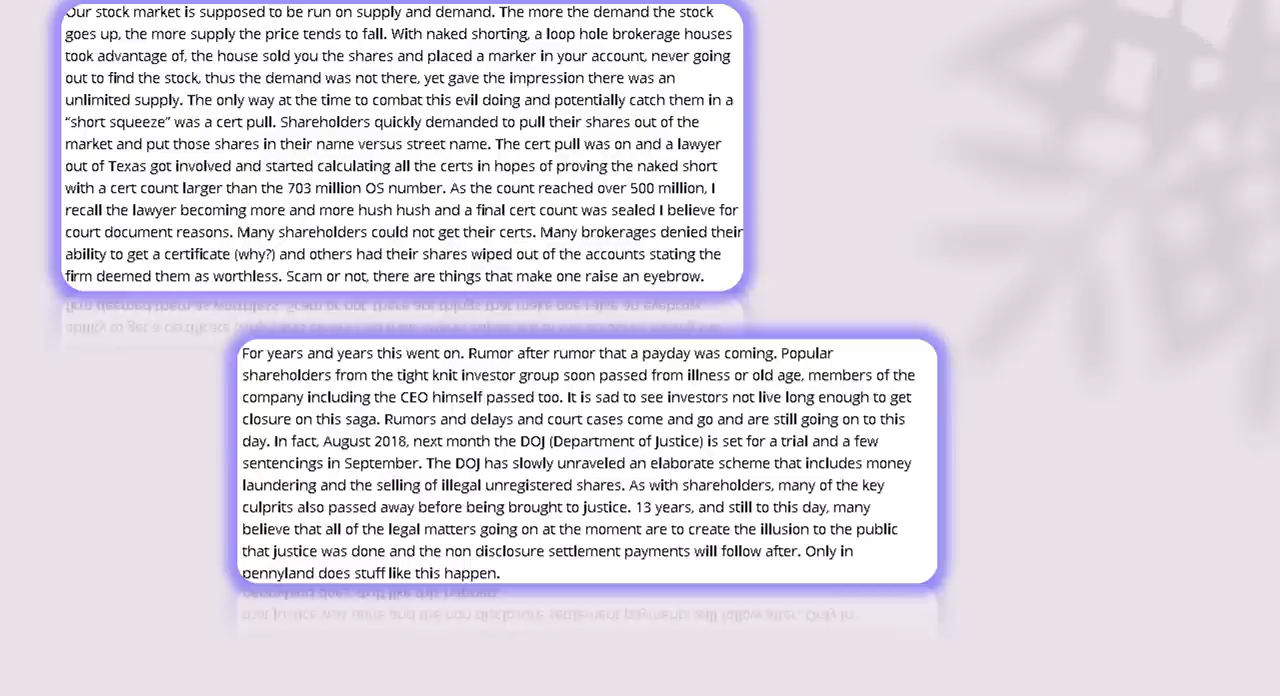 Our stock market is supposed to be run on supply and demand. The more the demand the stock
goes up, the more supply the price tends to fall. With naked shorting, a loop hole brokerage houses
took advantage of, the house sold you the shares and placed a marker in your account, never going
out to find the stock, thus the demand was not there, yet gave the impression there was an
unlimited supply. The only way at the time to combat this evil doing and potentially catch them in a
“short squeeze” was a cert pull. Shareholders quickly demanded to pull their shares out of the
market and put those shares in their name versus street name. The cert pull was on and a lawyer
out of Texas got involved and started calculating all the certs in hopes of proving the naked short
with a cert count larger than the 703 million OS number. As the count reached over 500 million, I
recall the lawyer becoming more and more hush hush and a final cert count was sealed I believe for
court document reasons. Many shareholders could not get their certs. Many brokerages denied their
ability to get a certificate (why?) and others had their shares wiped out of the accounts stating the
firm deemed them as worthless. Scam or not, there are things that make one raise an eyebrow.
For years and years this went on. Rumor after rumor that a payday was coming. Popular
shareholders from the tight knit investor group soon passed from illness or old age, members of the
company including the CEO himself passed too. It is sad to see investors not live long enough to get
closure on this saga. Rumors and delays and court cases come and go and are still going on to this
day. In fact, August 2018, next month the DOJ (Department of Justice) is set for a trial and a few
sentencings in September. The DOJ has slowly unraveled an elaborate scheme that includes money
laundering and the selling of illegal unregistered shares. As with shareholders, many of the key
culprits also passed away before being brought to justice. 13 years, and still to this day, many
believe that all of the legal matters going on at the moment are to create the illusion to the public
that justice was done and the non disclosure settlement payments will follow after. Only in
pennyland does stuff like this happen.